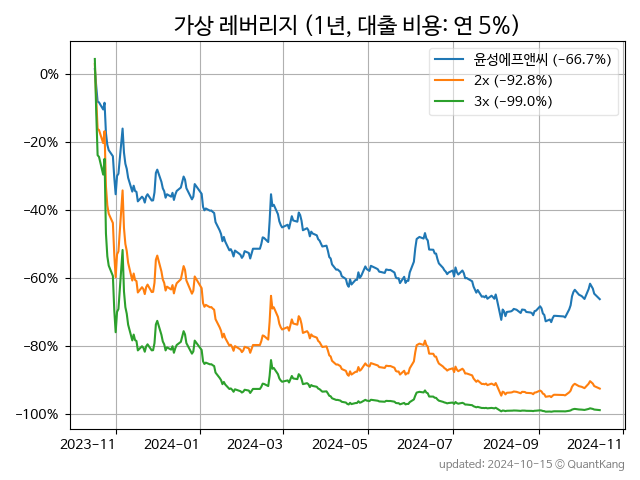 가상 레버리지 (1년, 대출 비용: 연 5%)
윤성에프앤씨 (-66.7%)
2x (-92.8%)
3x (-99.0%)
0%
-20%
-40%
-60%
-80%
-100%
2023-11 2024-01 2024-03 2024-05 2024-07 2024-09 2024-11
updated: 2024-10-15 © QuantKang